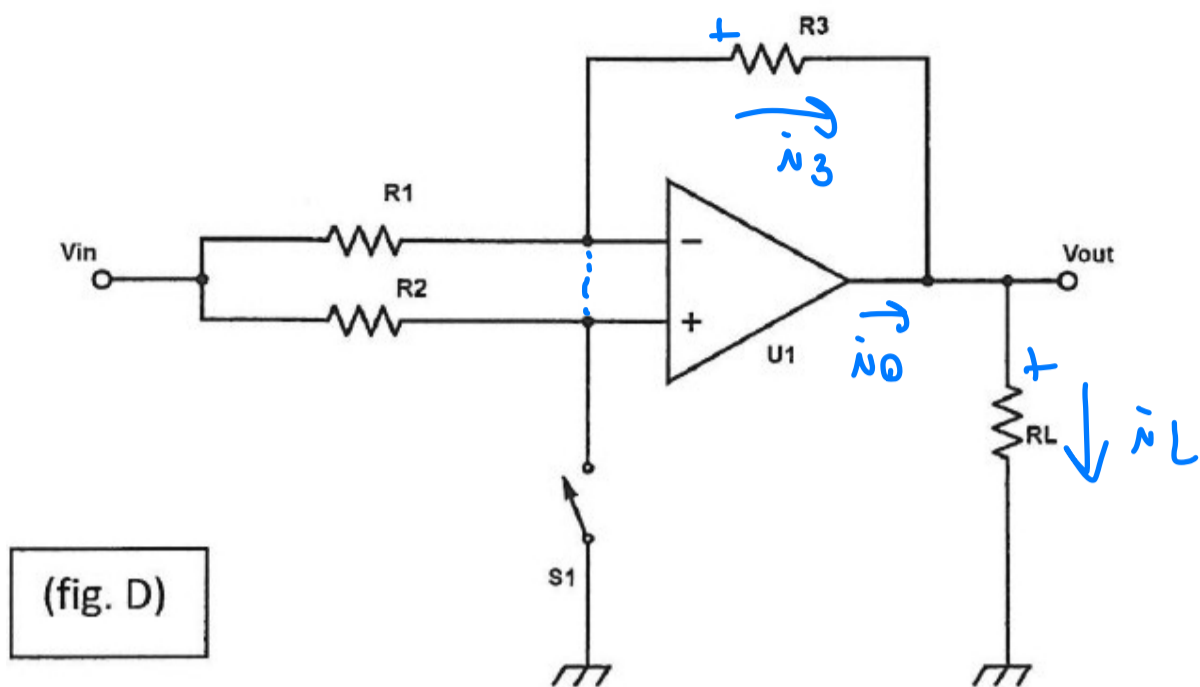 +
R3
i3
R1
Vin
R2
−
+
U1
Vout
i0
+
RL
iL
S1
(fig. D)